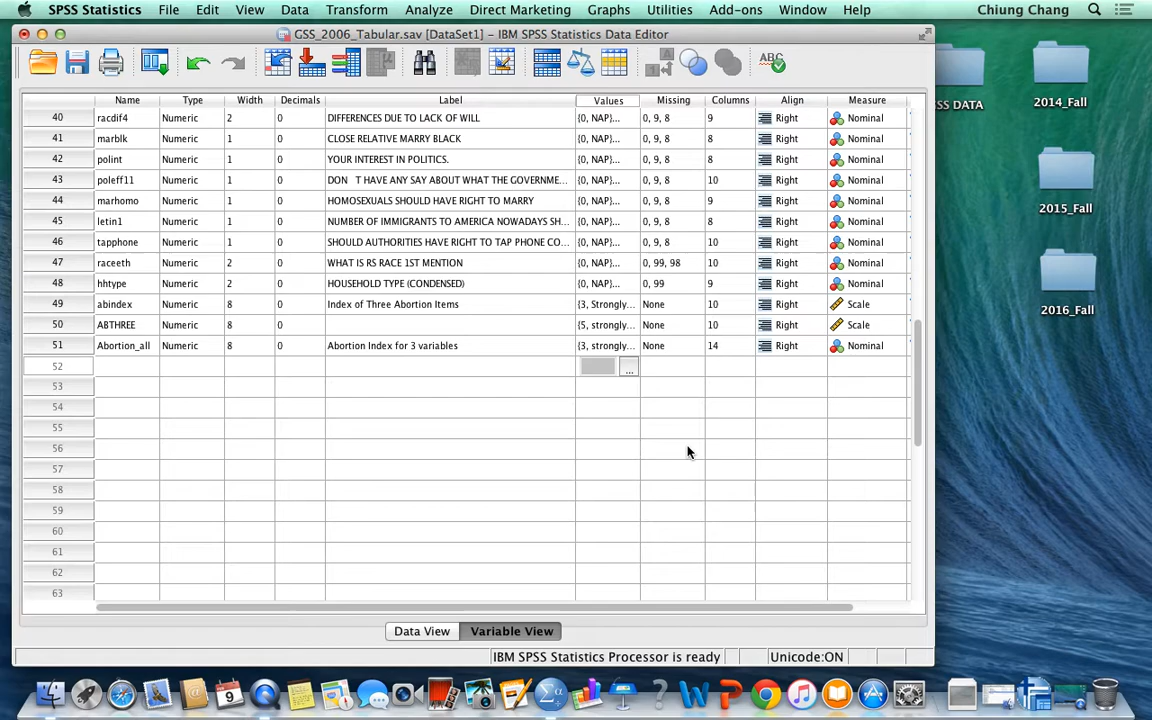 SPSS Statistics File Edit View Data Transform Analyze Direct Marketing Graphs Utilities Add-ons Window Help Chiung Chang
GSS_2006_Tabular.sav [DataSet1] – IBM SPSS Statistics Data Editor
Name Type Width Decimals Label Values Missing Columns Align Measure
40 racdif4 Numeric 2 0 DIFFERENCES DUE TO LACK OF WILL {0, NAP}... 0, 9, 8 9 Right Nominal
41 marblk Numeric 1 0 CLOSE RELATIVE MARRY BLACK {0, NAP}... 0, 9, 8 8 Right Nominal
42 polint Numeric 1 0 YOUR INTEREST IN POLITICS. {0, NAP}... 0, 9, 8 8 Right Nominal
43 poleff11 Numeric 1 0 DON T HAVE ANY SAY ABOUT WHAT THE GOVERNME... {0, NAP}... 0, 9, 8 10 Right Nominal
44 marhomo Numeric 1 0 HOMOSEXUALS SHOULD HAVE RIGHT TO MARRY {0, NAP}... 0, 9, 8 9 Right Nominal
45 letin1 Numeric 1 0 NUMBER OF IMMIGRANTS TO AMERICA NOWADAYS SH... {0, NAP}... 0, 9, 8 8 Right Nominal
46 tapphone Numeric 1 0 SHOULD AUTHORITIES HAVE RIGHT TO TAP PHONE CO... {0, NAP}... 0, 9, 8 10 Right Nominal
47 raceeth Numeric 2 0 WHAT IS RS RACE 1ST MENTION {0, NAP}... 0, 99, 98 10 Right Nominal
48 hhtype Numeric 2 0 HOUSEHOLD TYPE (CONDENSED) {0, NAP}... 0, 99 9 Right Nominal
49 abindex Numeric 8 0 Index of Three Abortion Items {3, Strongly... None 10 Right Scale
50 ABTHREE Numeric 8 0 {5, strongly... None 10 Right Scale
51 Abortion_all Numeric 8 0 Abortion Index for 3 variables {3, strongly... None 14 Right Nominal
52 ...
53
54
55
56
57
58
59
60
61
62
63
Data View Variable View
IBM SPSS Statistics Processor is ready Unicode:ON
SS DATA
2014_Fall
2015_Fall
2016_Fall
9